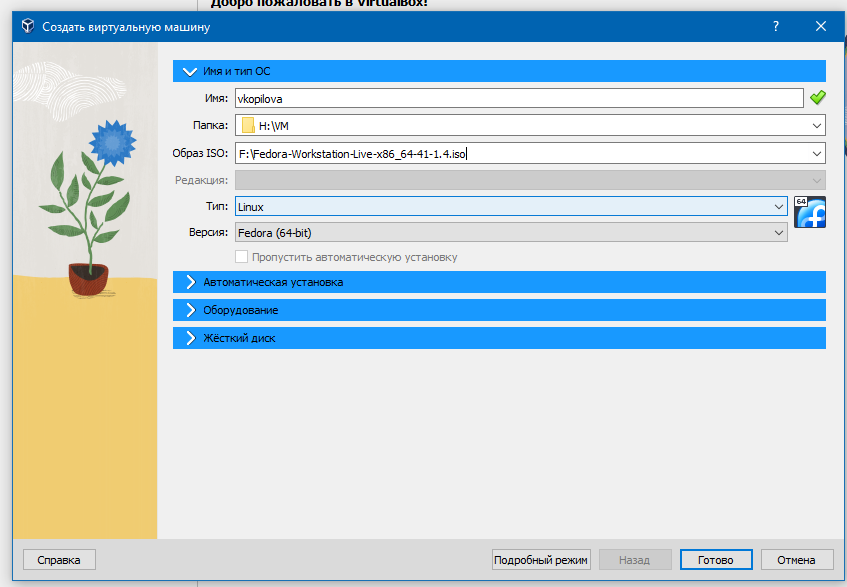 Добро пожаловать в VirtualBox!
Создать виртуальную машину
?
Имя и тип ОС
Имя: vkopilova
Папка: H:\VM
Образ ISO: F:\Fedora-Workstation-Live-x86_64-41-1.4.iso
Редакция:
Тип: Linux
64
Версия: Fedora (64-bit)
Пропустить автоматическую установку
Автоматическая установка
Оборудование
Жёсткий диск
Справка Подробный режим Назад Готово Отмена